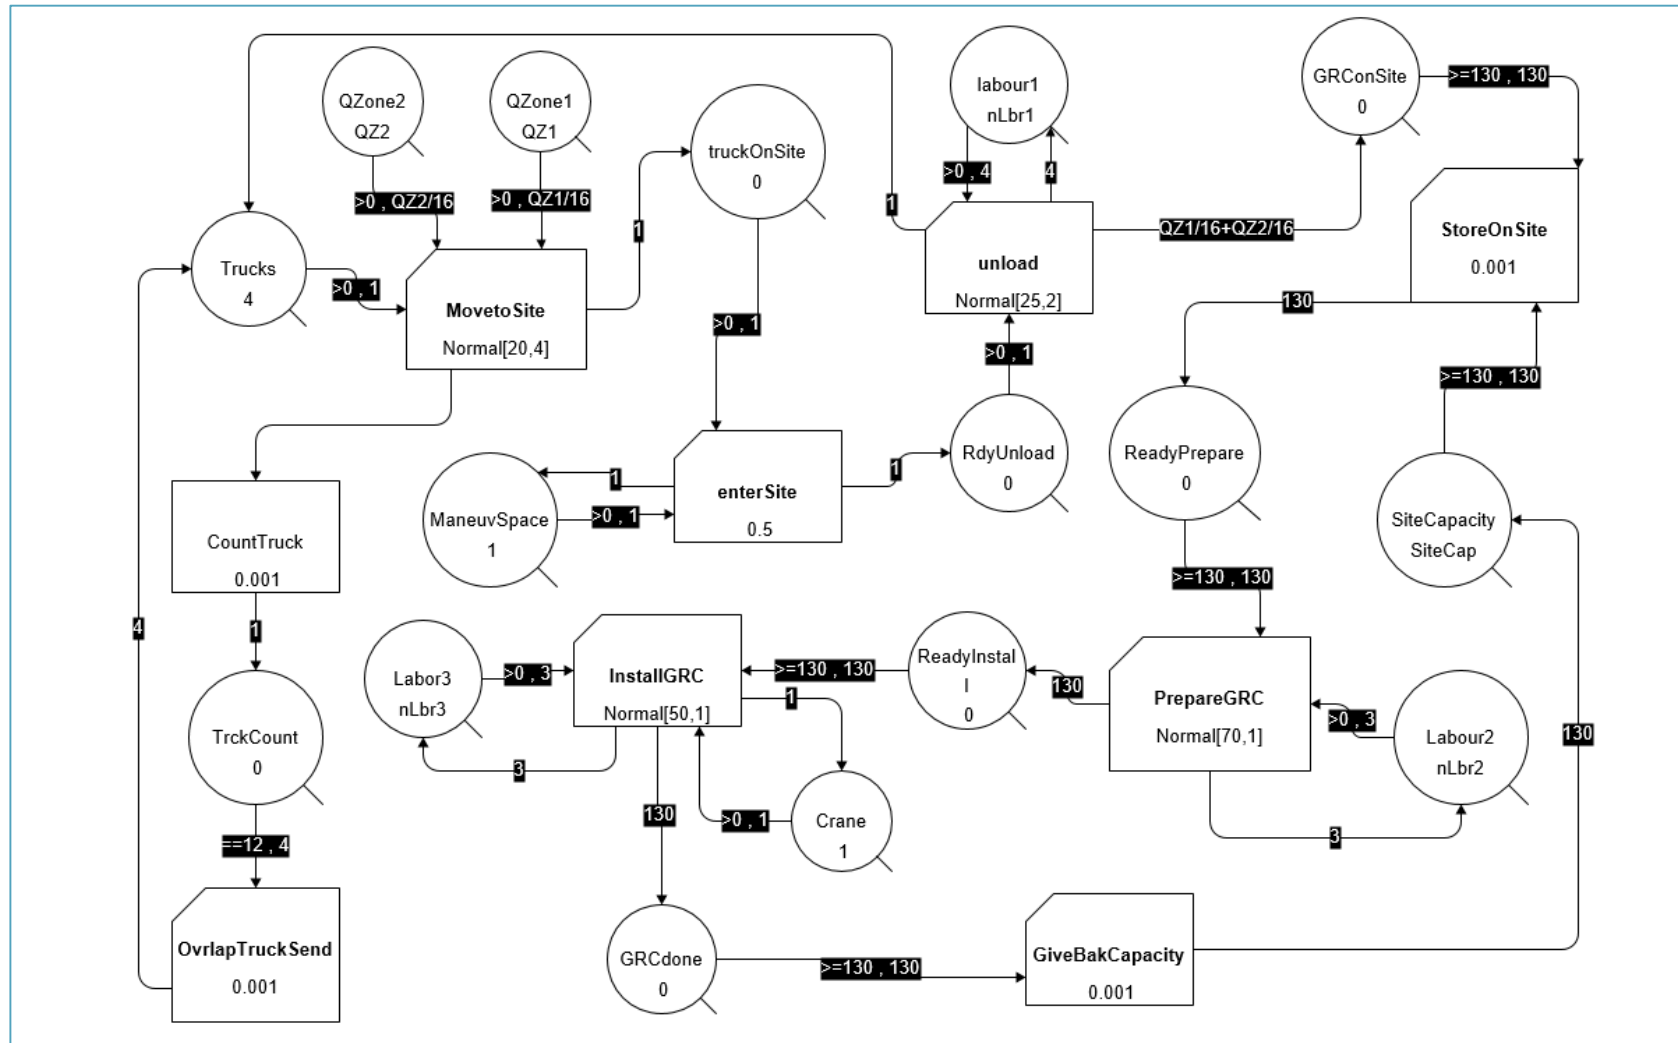 QZone2
QZ2
QZone1
QZ1
labour1
nLbr1
GRConSite
0
>=130 , 130
truckOnSite
0
>0 , 4
4
>0 , QZ2/16
>0 , QZ1/16
1
1
QZ1/16+QZ2/16
StoreOnSite
0.001
Trucks
4
>0 , 1
MovetoSite
Normal[20,4]
unload
Normal[25,2]
130
>0 , 1
>0 , 1
>=130 , 130
ManeuvSpace
1
1
>0 , 1
enterSite
0.5
1
RdyUnload
0
ReadyPrepare
0
SiteCapacity
SiteCap
CountTruck
0.001
>=130 , 130
4
1
Labor3
nLbr3
>0 , 3
InstallGRC
Normal[50,1]
1
>=130 , 130
ReadyInstal
l
0
130
PrepareGRC
Normal[70,1]
>0 , 3
Labour2
nLbr2
130
TrckCount
0
3
130
>0 , 1
Crane
1
3
==12 , 4
OvrlapTruckSend
0.001
GRCdone
0
>=130 , 130
GiveBakCapacity
0.001